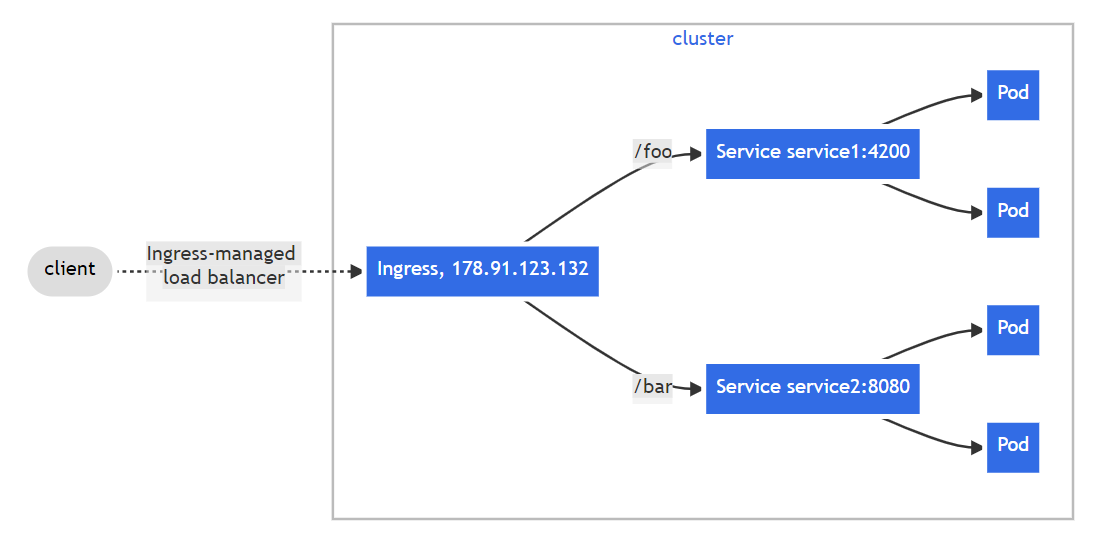 cluster
Pod
/foo
Service service1:4200
Pod
client
Ingress-managed
load balancer
Ingress, 178.91.123.132
Pod
/bar
Service service2:8080
Pod